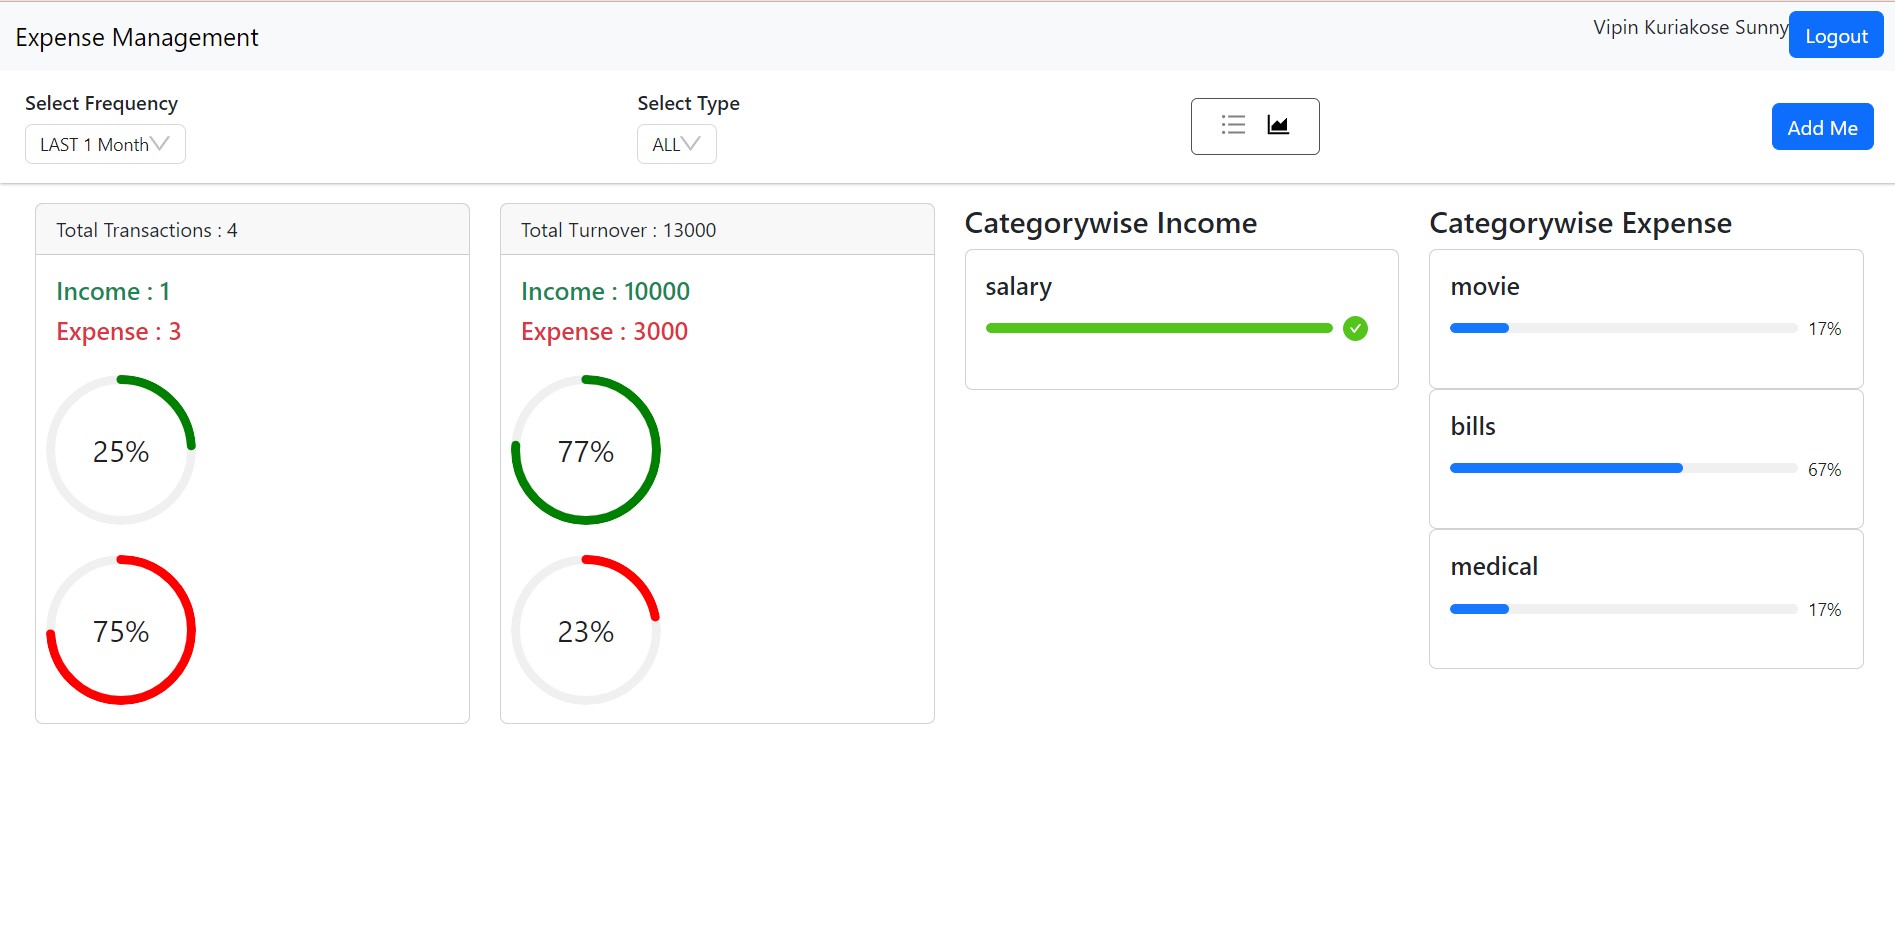 Expense Management
Vipin Kuriakose Sunny
Logout
Select Frequency
LAST 1 Month
Select Type
ALL
Add Me
Total Transactions : 4
Income : 1
Expense : 3
25%
75%
Total Turnover : 13000
Income : 10000
Expense : 3000
77%
23%
Categorywise Income
salary
Categorywise Expense
movie
17%
bills
67%
medical
17%